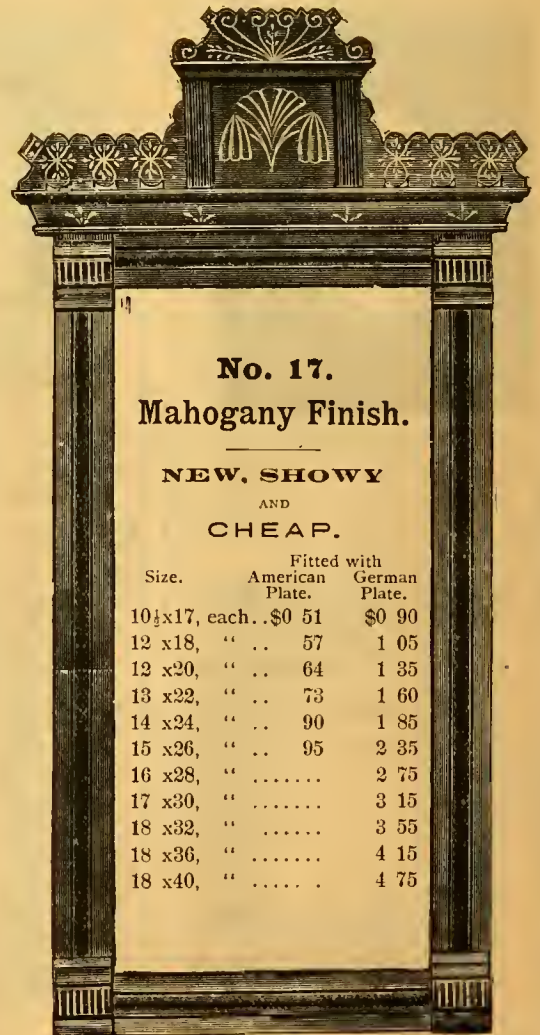 No. 17.
Mahogany Finish.
NEW, SHOWY
AND
CHEAP.
Fitted with
Size. American German
Plate. Plate.
10½x17, each..$0 51 $0 90
12 x18, “ .. 57 1 05
12 x20, “ .. 64 1 35
13 x22, “ .. 73 1 60
14 x24, “ .. 90 1 85
15 x26, “ .. 95 2 35
16 x28, “ ....... 2 75
17 x30, “ ....... 3 15
18 x32, “ ...... 3 55
18 x36, “ ....... 4 15
18 x40, “ ...... 4 75